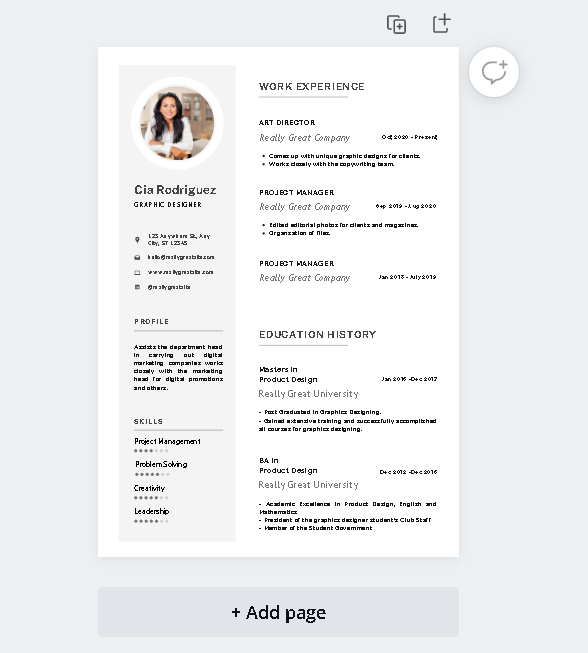 Cia Rodriguez
GRAPHIC DESIGNER
123 Anywhere St., Any
City, ST 12345
hello@reallygreatsite.com
www.reallygreatsite.com
@reallygreatsite
PROFILE
Assists the department head
in carrying out digital
marketing companies works
closely with the marketing
head for digital promotions
and others.
SKILLS
Project Management
Problem Solving
Creativity
Leadership
WORK EXPERIENCE
ART DIRECTOR
Really Great Company
Oct 2020 - Present
• Comes up with unique graphic designs for clients.
• Works closely with the copywriting team.
PROJECT MANAGER
Really Great Company
Sep 2019 - Aug 2020
• Edited editorial photos for clients and magazines.
• Organization of files.
PROJECT MANAGER
Really Great Company
Jan 2018 - July 2019
EDUCATION HISTORY
Masters in
Product Design
Jan 2016 - Dec 2017
Really Great University
- Post Graduated in Graphics Designing.
- Gained extensive training and successfully accomplished
all courses for graphics designing.
BA in
Product Design
Dec 2012 - Dec 2016
Really Great University
- Academic Excellence in Product Design, English and
Mathematics
- President of the graphics designer student's Club Staff
- Member of the Student Government
+ Add page